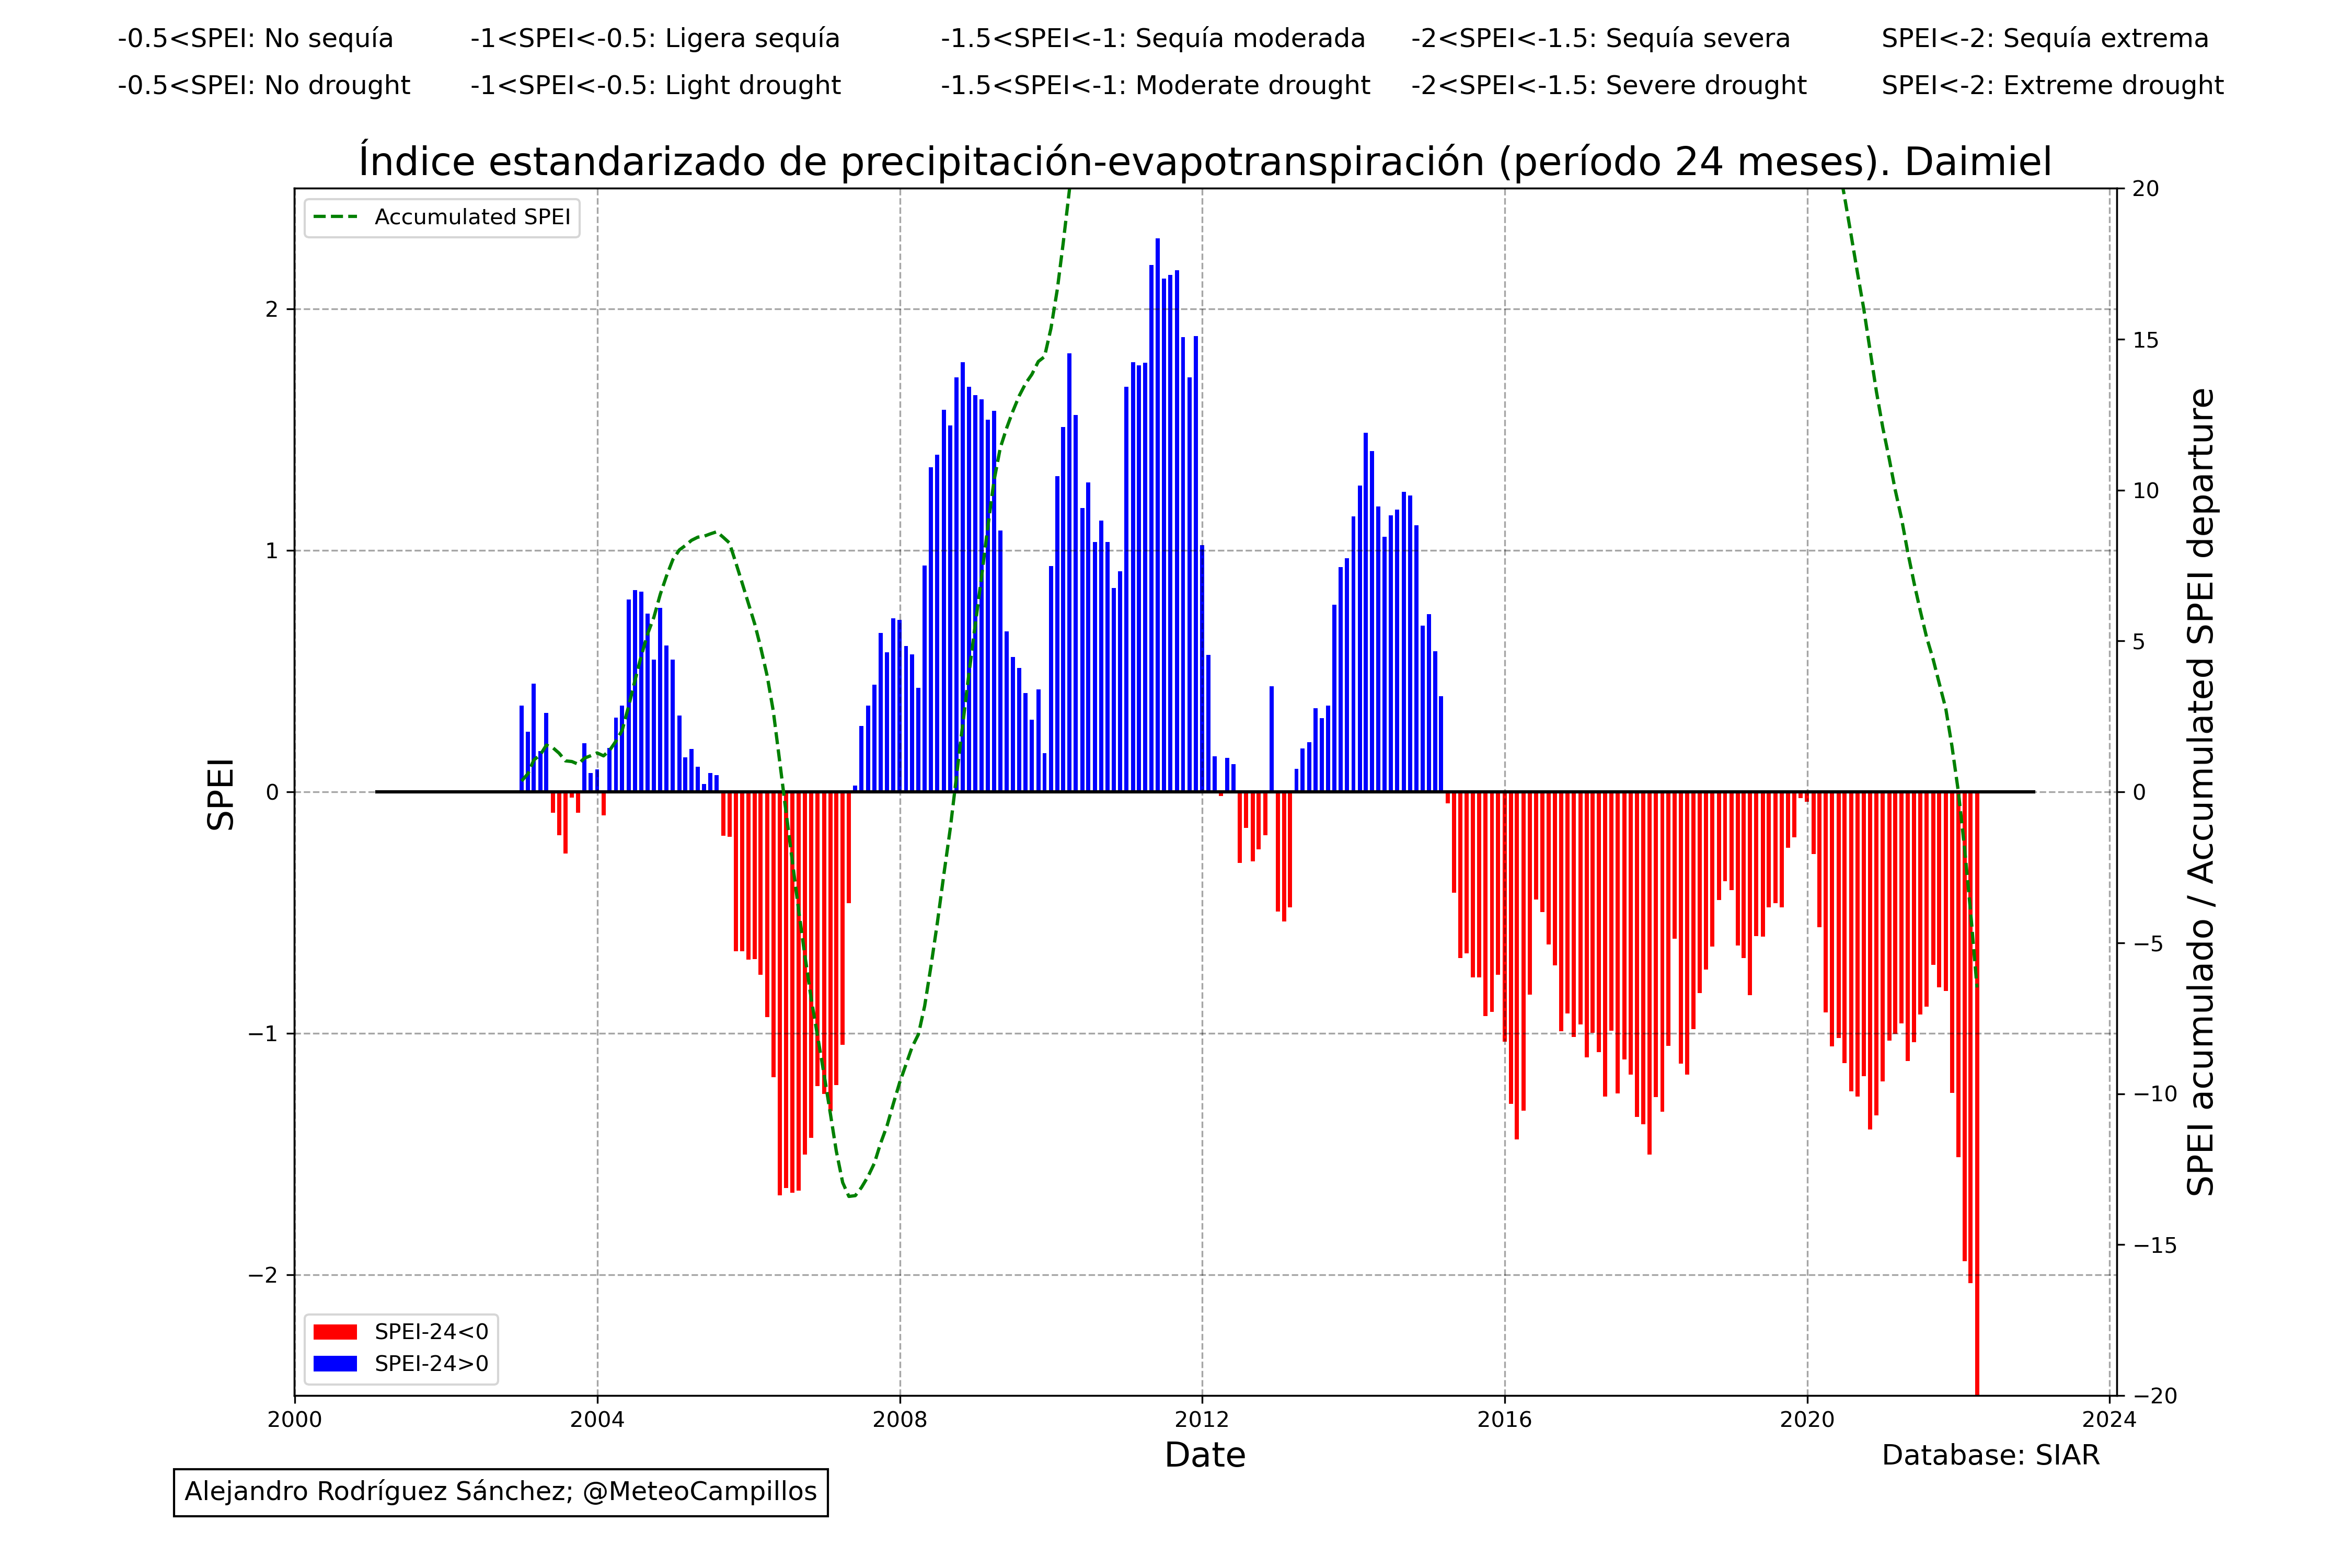 -0.5<SPEI: No sequía -1<SPEI<-0.5: Ligera sequía -1.5<SPEI<-1: Sequía moderada -2<SPEI<-1.5: Sequía severa SPEI<-2: Sequía extrema
-0.5<SPEI: No drought -1<SPEI<-0.5: Light drought -1.5<SPEI<-1: Moderate drought -2<SPEI<-1.5: Severe drought SPEI<-2: Extreme drought
Índice estandarizado de precipitación-evapotranspiración (período 24 meses). Daimiel
Accumulated SPEI
2
1
0
−1
−2
SPEI
20
15
10
5
0
−5
−10
−15
−20
SPEI acumulado / Accumulated SPEI departure
SPEI-24<0
SPEI-24>0
2000 2004 2008 2012 2016 2020 2024
Date
Database: SIAR
Alejandro Rodríguez Sánchez; @MeteoCampillos